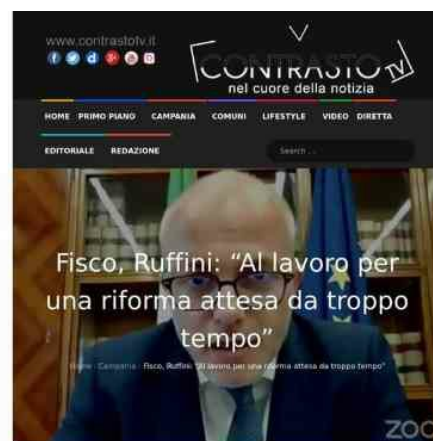 www.contrastotv.it
CONTRASTO TV
nel cuore della notizia
HOME PRIMO PIANO CAMPANIA COMUNI LIFESTYLE VIDEO DIRETTA
EDITORIALE REDAZIONE Search ...
Fisco, Ruffini: “Al lavoro per
una riforma attesa da troppo
tempo”
Home - Campania - Fisco, Ruffini: “Al lavoro per una riforma attesa da troppo tempo”
ZOO